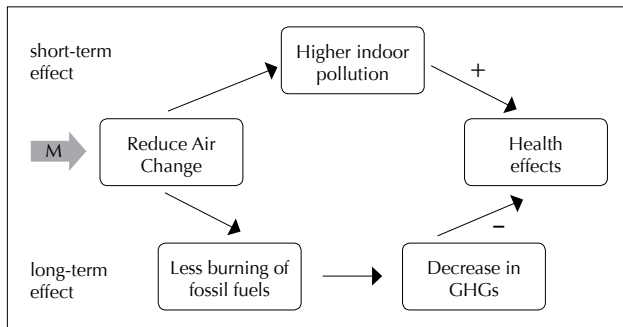 short-term
effect
Higher indoor
pollution
+
M
Reduce Air
Change
Health
effects
–
long-term
effect
Less burning of
fossil fuels
Decrease in
GHGs